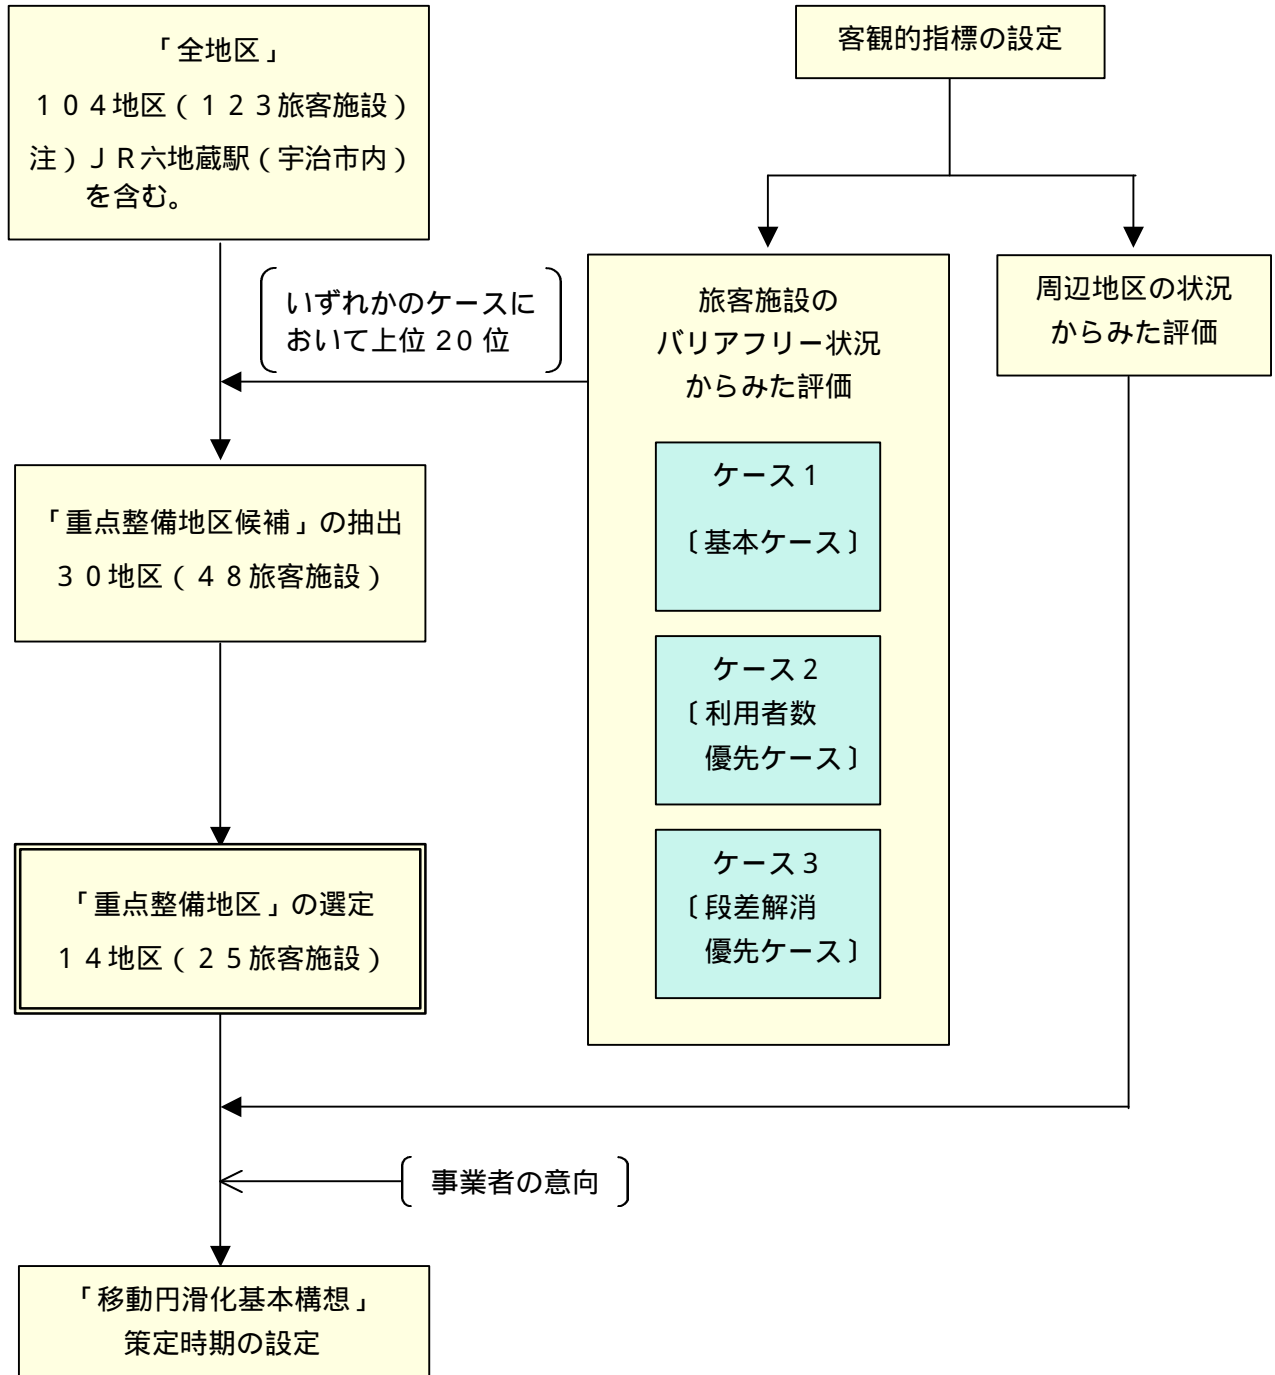 「全地区」
１０４地区（１２３旅客施設）
注）ＪＲ六地蔵駅（宇治市内）
を含む。
客観的指標の設定
いずれかのケースに
おいて上位 20 位
旅客施設の
バリアフリー状況
からみた評価
周辺地区の状況
からみた評価
ケース１
〔基本ケース〕
ケース２
〔利用者数
優先ケース〕
ケース３
〔段差解消
優先ケース〕
「重点整備地区候補」の抽出
３０地区（４８旅客施設）
「重点整備地区」の選定
１４地区（２５旅客施設）
事業者の意向
「移動円滑化基本構想」
策定時期の設定